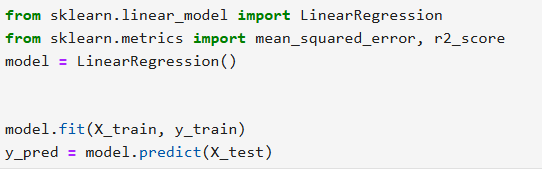 from sklearn.linear_model import LinearRegression
from sklearn.metrics import mean_squared_error, r2_score
model = LinearRegression()
model.fit(X_train, y_train)
y_pred = model.predict(X_test)